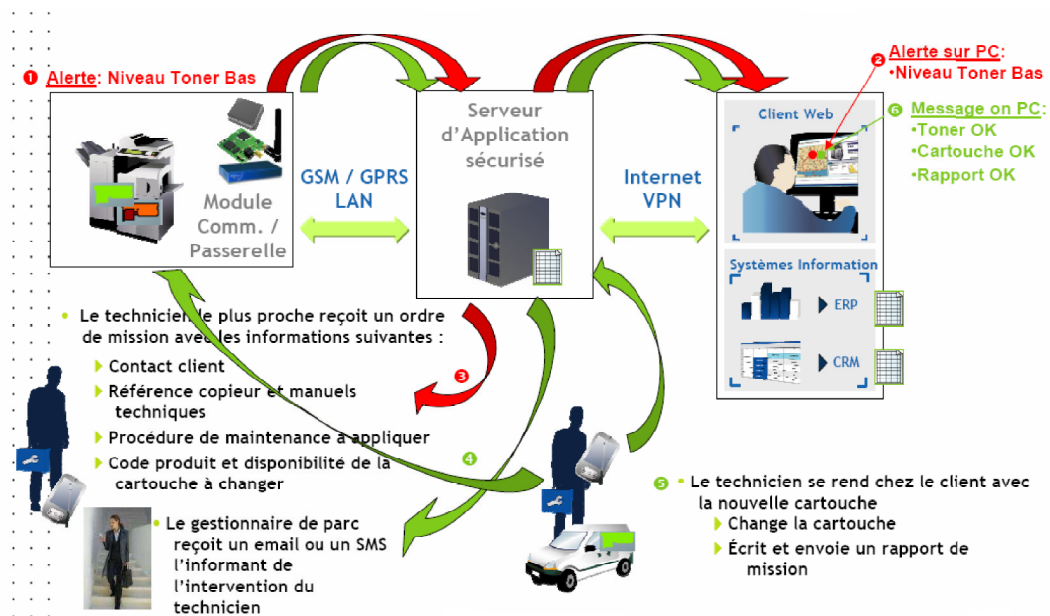 ❶ Alerte: Niveau Toner Bas
Module
Comm. /
Passerelle
GSM / GPRS
LAN
Serveur
d'Application
sécurisé
Internet
VPN
❷ Alerte sur PC:
•Niveau Toner Bas
❻ Message on PC:
•Toner OK
•Cartouche OK
•Rapport OK
Client Web
Systèmes Information
ERP
CRM
• Le technicien le plus proche reçoit un ordre
de mission avec les informations suivantes :
Contact client
Référence copieur et manuels
techniques
Procédure de maintenance à appliquer
Code produit et disponibilité de la
cartouche à changer
❸
❹
• Le gestionnaire de parc
reçoit un email ou un SMS
l'informant de
l'intervention du
technicien
❺ • Le technicien se rend chez le client avec
la nouvelle cartouche
Change la cartouche
Écrit et envoie un rapport de
mission